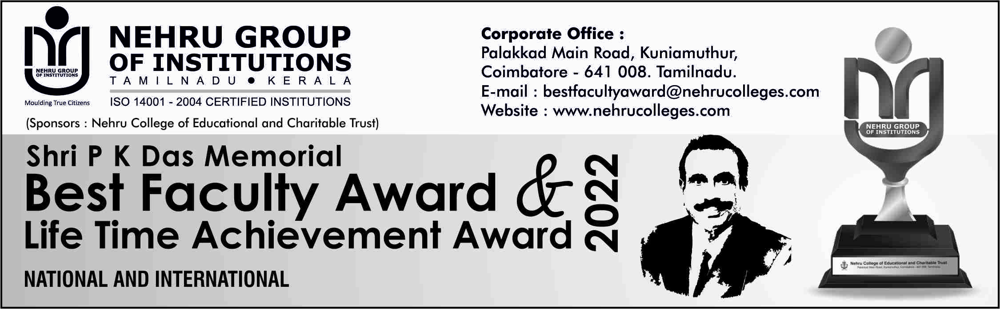 NEHRU GROUP
OF INSTITUTIONS
Moulding True Citizens
NEHRU GROUP
OF INSTITUTIONS
TAMILNADU ● KERALA
ISO 14001 - 2004 CERTIFIED INSTITUTIONS
(Sponsors : Nehru College of Educational and Charitable Trust)
Corporate Office :
Palakkad Main Road, Kuniamuthur,
Coimbatore - 641 008. Tamilnadu.
E-mail : bestfacultyaward@nehrucolleges.com
Website : www.nehrucolleges.com
Shri P K Das Memorial
Best Faculty Award &
Life Time Achievement Award
2022
NATIONAL AND INTERNATIONAL
NEHRU GROUP
OF INSTITUTIONS
Nehru College of Educational and Charitable Trust
Palakkad Main Road, Kuniamuthur, Coimbatore - 641 008, Tamilnadu